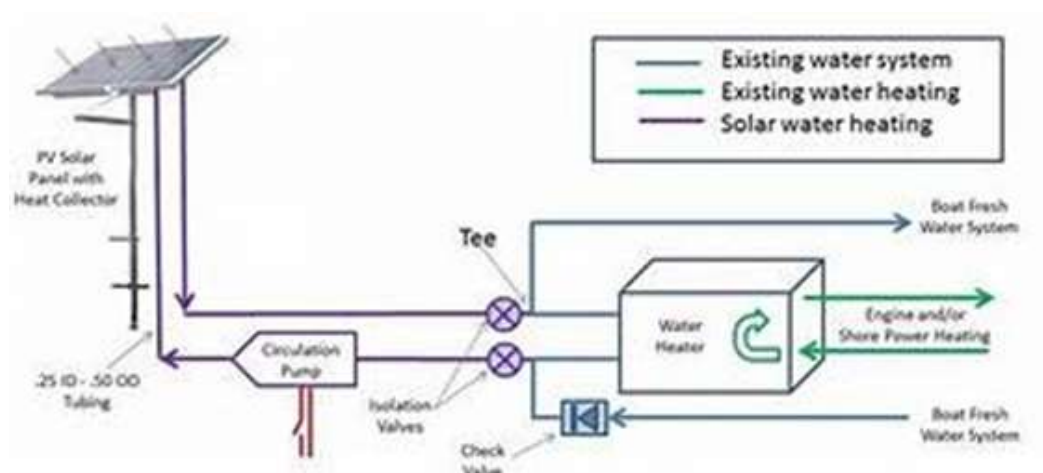 Existing water system
Existing water heating
Solar water heating
PV Solar
Panel with
Heat Collector
Boat Fresh
Water System
Tee
Water
Heater
Engine and/or
Shore Power Heating
Circulation
Pump
.25 ID - .50 OD
Tubing
Isolation
Valves
Check
Valve
Boat Fresh
Water System